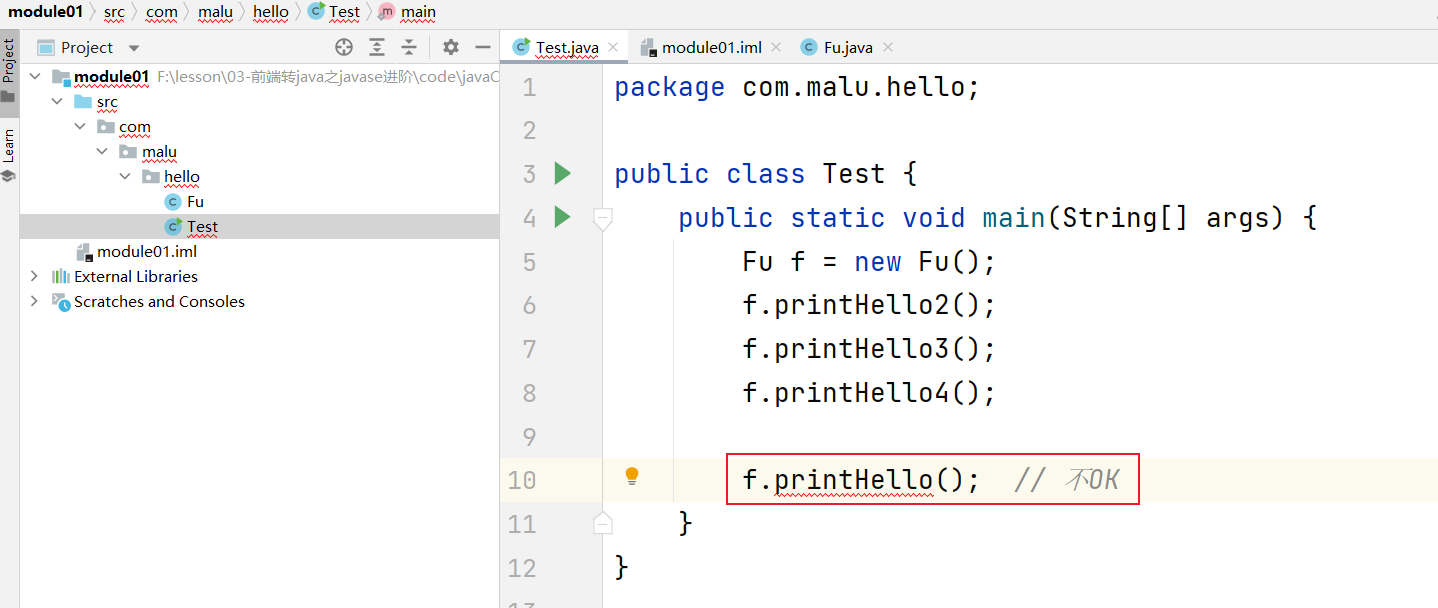 module01 src com malu hello Test main
Project
Project
Learn
module01 F:\lesson\03-前端转java之javase进阶\code\javaC
src
com
malu
hello
Fu
Test
module01.iml
External Libraries
Scratches and Consoles
Test.java module01.iml Fu.java
1 package com.malu.hello;
2
3 public class Test {
4 public static void main(String[] args) {
5 Fu f = new Fu();
6 f.printHello2();
7 f.printHello3();
8 f.printHello4();
9
10 f.printHello(); // 不OK
11 }
12 }